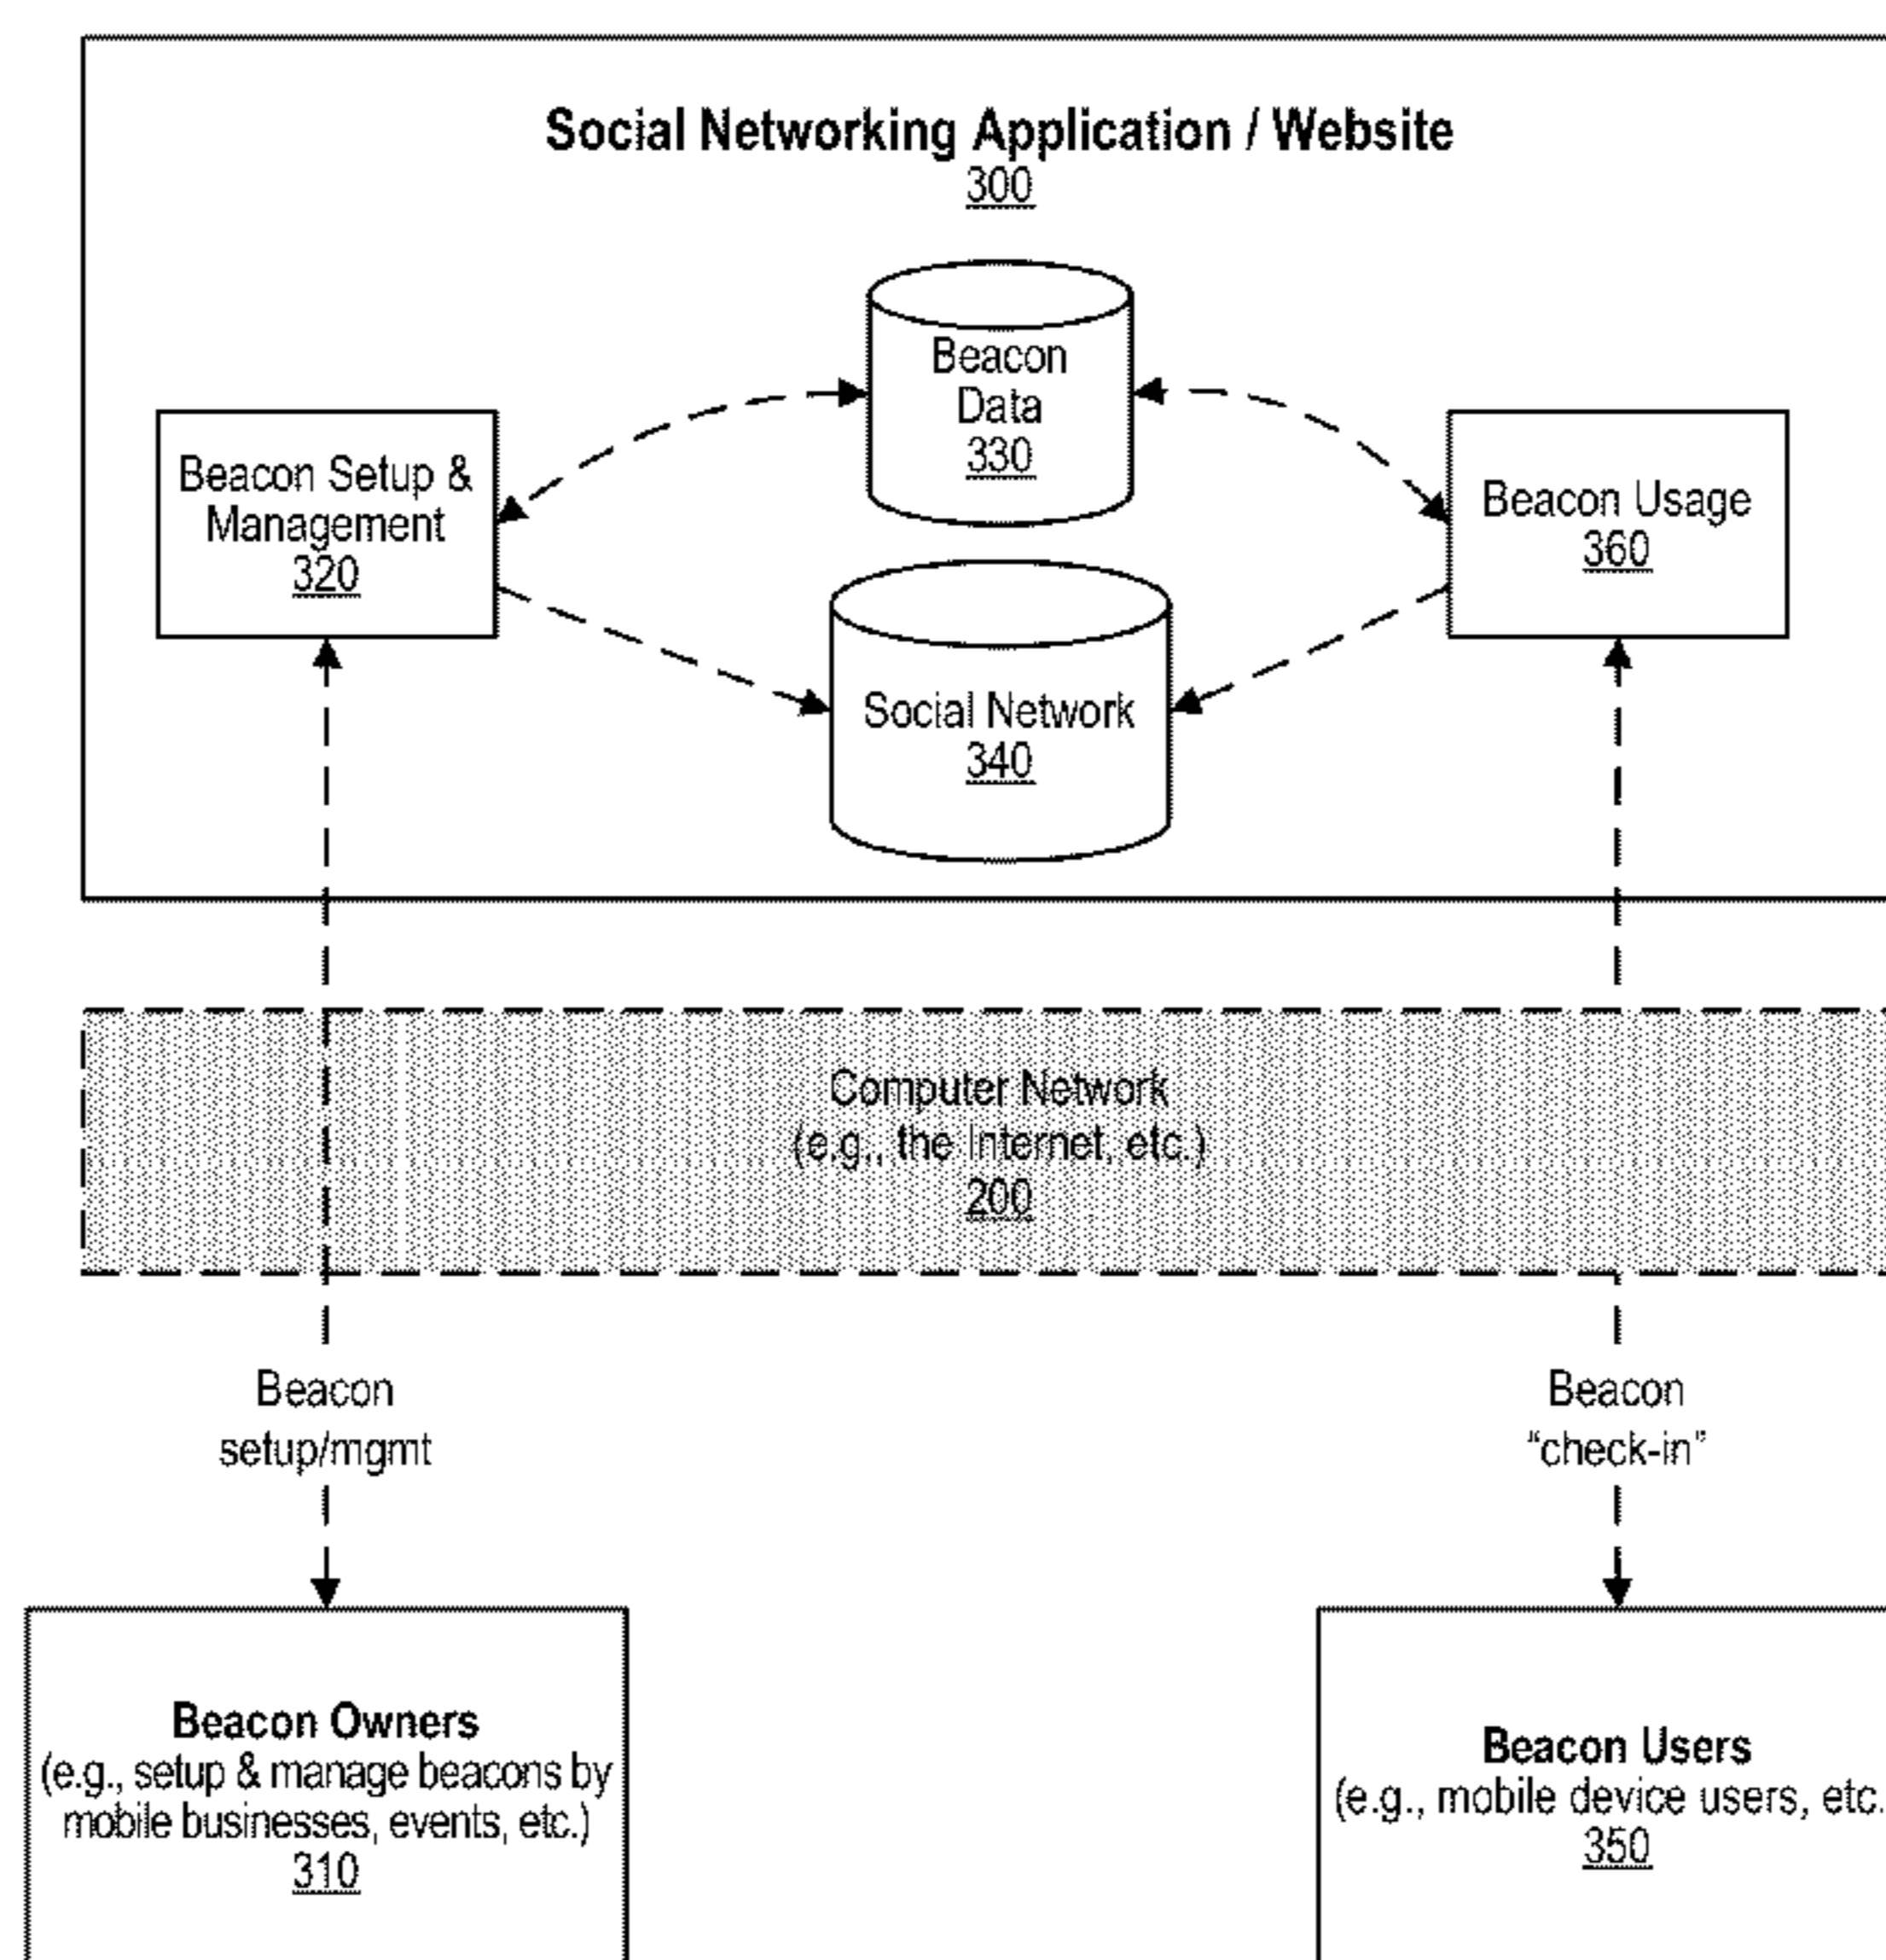 Social Networking Application / Website
300
Beacon
Data
330
Beacon Setup &
Management
320
Beacon Usage
360
Social Network
340
Computer Network
(e.g., the Internet, etc.)
200
Beacon
setup/mgmt
Beacon
“check-in”
Beacon Owners
(e.g., setup & manage beacons by
mobile businesses, events, etc.)
310
Beacon Users
(e.g., mobile device users, etc.
350